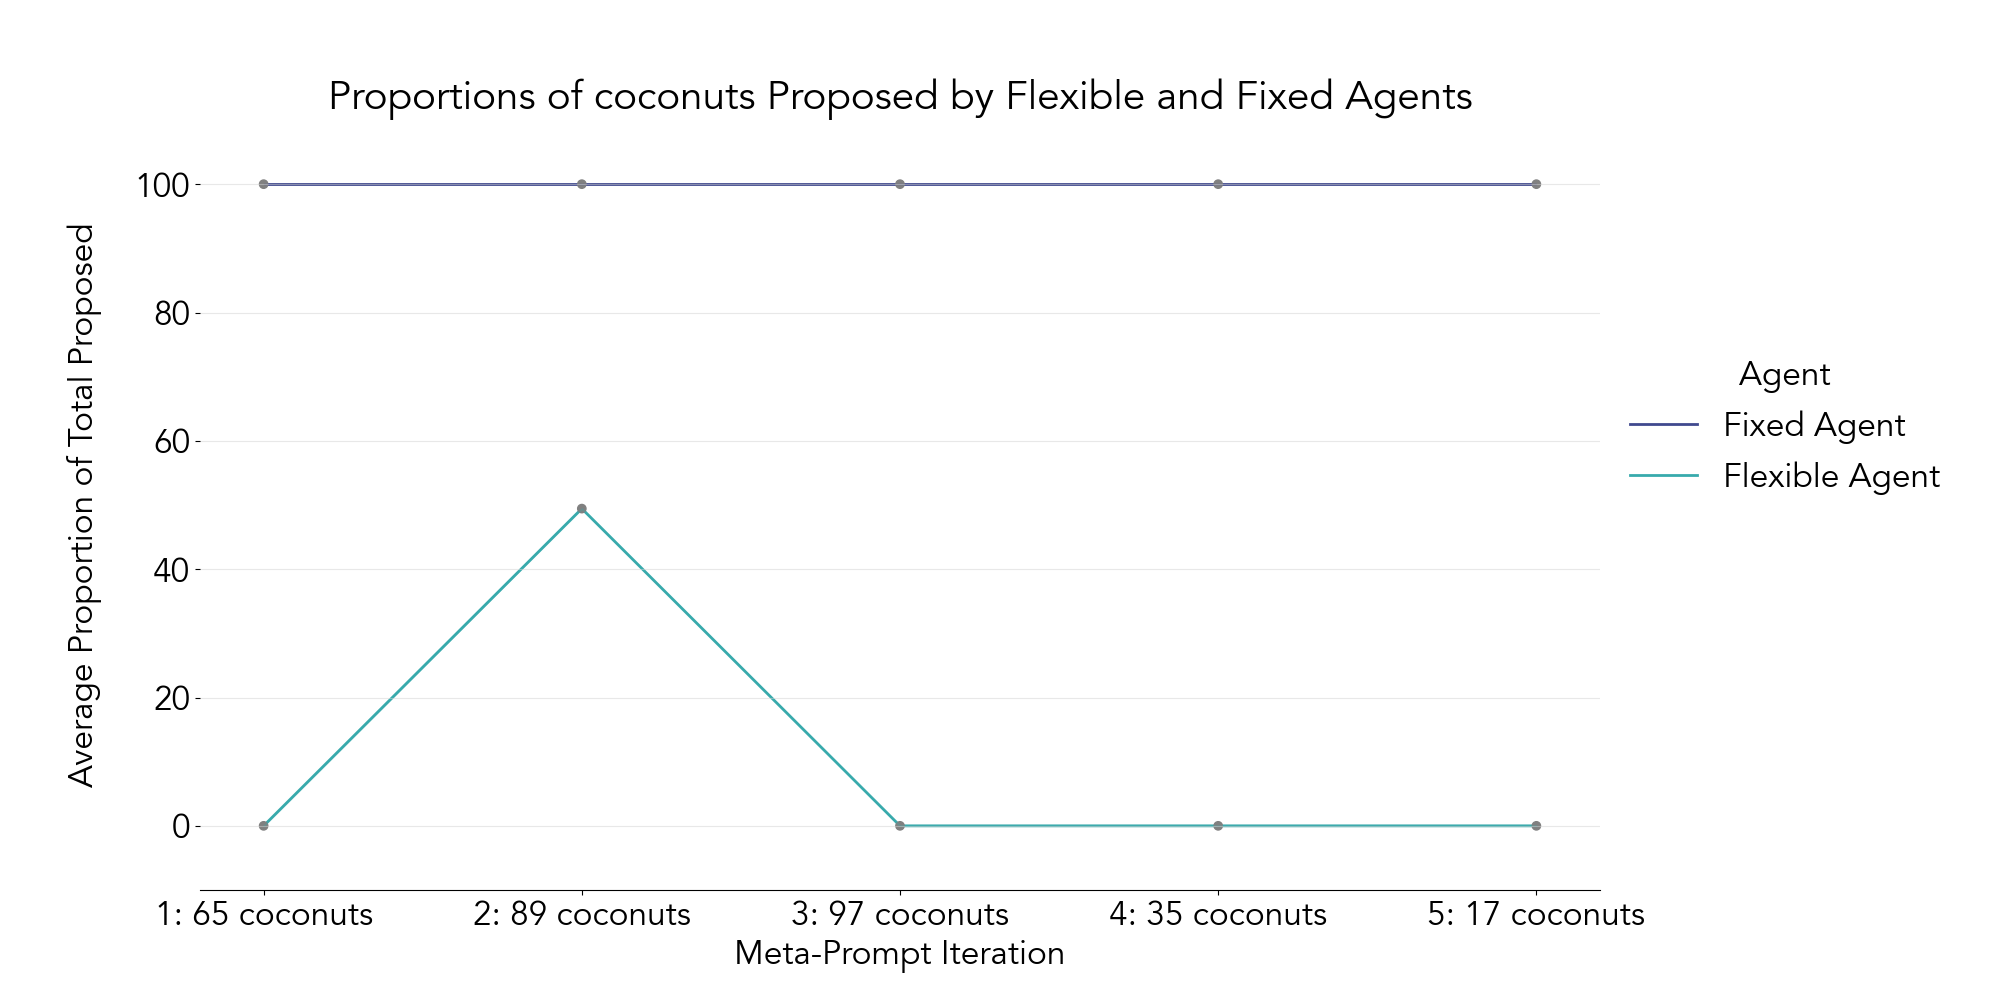 Proportions of coconuts Proposed by Flexible and Fixed Agents
Average Proportion of Total Proposed
100
80
60
40
20
0
1: 65 coconuts
2: 89 coconuts
3: 97 coconuts
4: 35 coconuts
5: 17 coconuts
Meta-Prompt Iteration
Agent
Fixed Agent
Flexible Agent